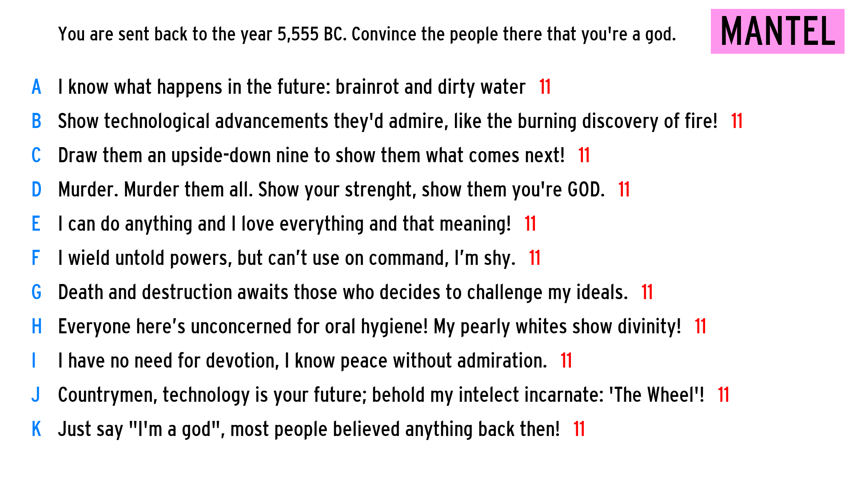 You are sent back to the year 5,555 BC. Convince the people there that you're a god.
MANTEL
A I know what happens in the future: brainrot and dirty water 11
B Show technological advancements they'd admire, like the burning discovery of fire! 11
C Draw them an upside-down nine to show them what comes next! 11
D Murder. Murder them all. Show your strenght, show them you're GOD. 11
E I can do anything and I love everything and that meaning! 11
F I wield untold powers, but can’t use on command, I’m shy. 11
G Death and destruction awaits those who decides to challenge my ideals. 11
H Everyone here’s unconcerned for oral hygiene! My pearly whites show divinity! 11
I I have no need for devotion, I know peace without admiration. 11
J Countrymen, technology is your future; behold my intelect incarnate: 'The Wheel'! 11
K Just say "I'm a god", most people believed anything back then! 11